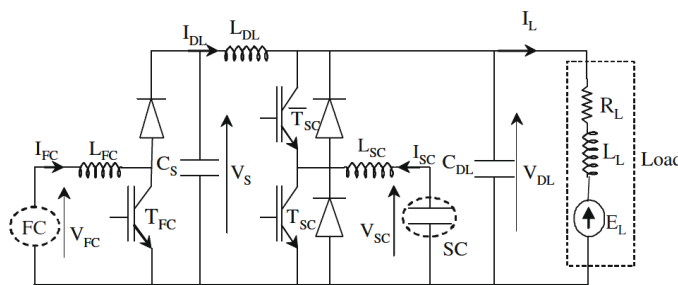 I_DL
L_DL
I_L
T̅_SC
R_L
I_FC
L_FC
C_S
V_S
L_SC
I_SC
C_DL
V_DL
L_L
Load
FC
V_FC
T_FC
T_SC
V_SC
SC
E_L